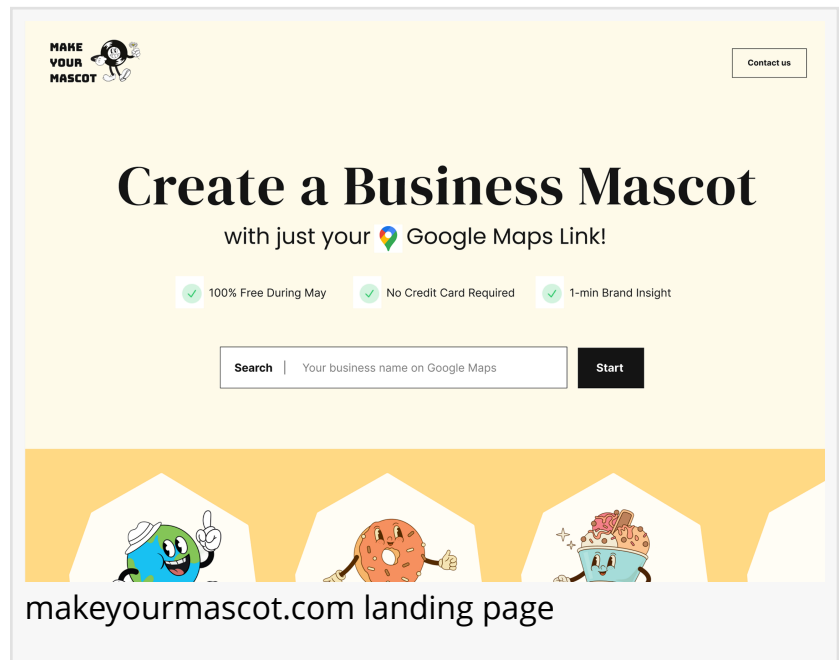 MAKE
YOUR
MASCOT
Contact us
Create a Business Mascot
with just your Google Maps Link!
100% Free During May No Credit Card Required 1-min Brand Insight
Search | Your business name on Google Maps Start
makeyourmascot.com landing page